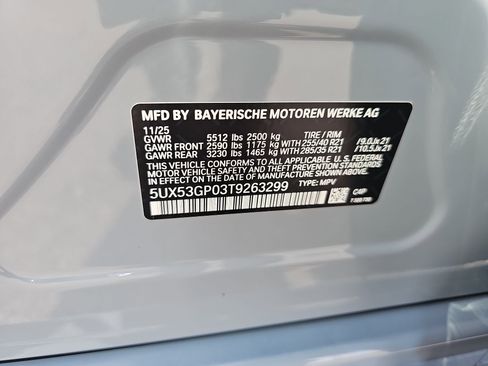 MFD BY BAYERISCHE MOTOREN WERKE AG
11/25
GVWR 5512 lbs 2500 kg TIRE / RIM
GAWR FRONT 2590 lbs 1175 kg 255/40 R21 /9.0Jx21
GAWR REAR 3230 lbs 1465 kg 285/35 R21 /10.5Jx21
THIS VEHICLE CONFORMS TO ALL APPLICABLE U.S. FEDERAL
MOTOR VEHICLE SAFETY, BUMPER, AND THEFT PREVENTION
STANDARDS IN EFFECT ON THE DATE OF MANUFACTURE
SHOWN ABOVE.
5UX53GP03T9263299 TYPE: MPV G4P